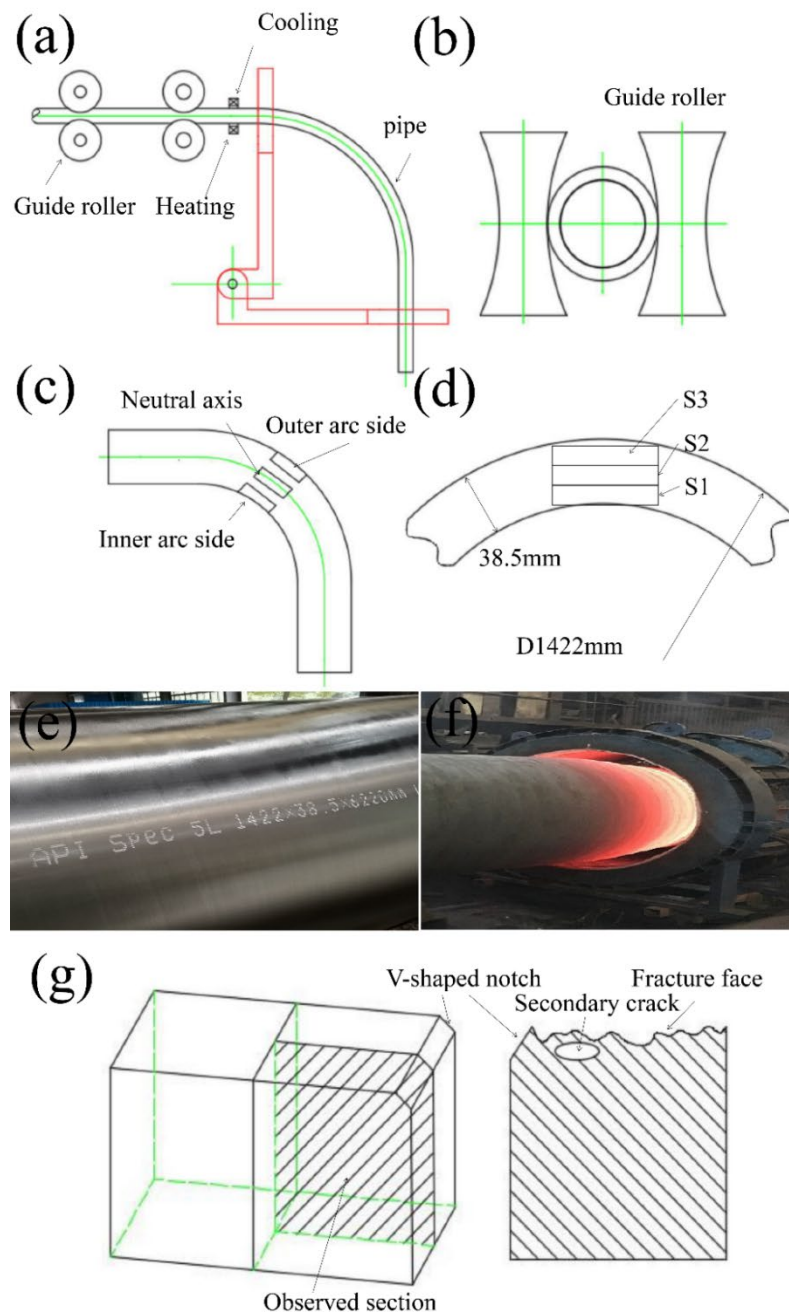 (a)
Cooling
pipe
Guide roller
Heating
(b)
Guide roller
(c)
Neutral axis
Outer arc side
Inner arc side
(d)
S3
S2
S1
38.5mm
D1422mm
(e)
API Spec 5L 1422×38.5×6220mm
(f)
(g)
V-shaped notch
Fracture face
Secondary crack
Observed section